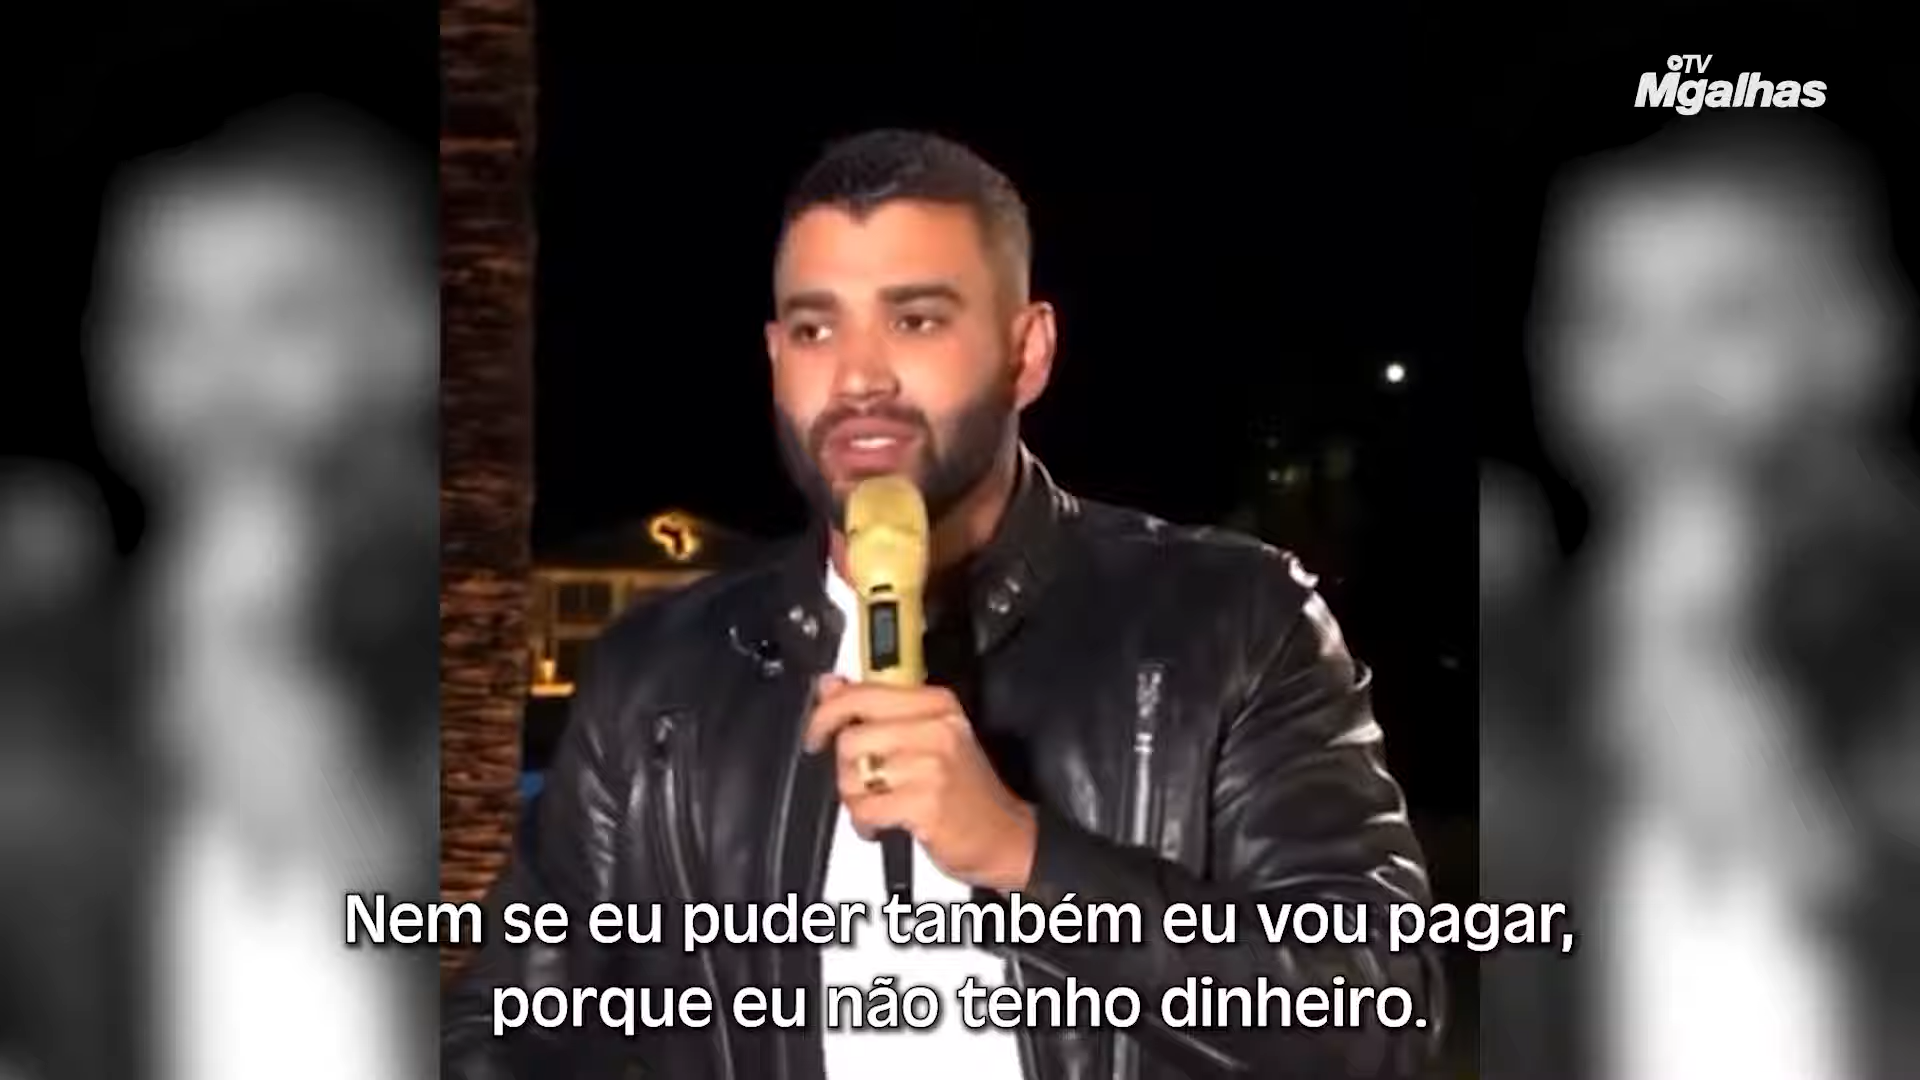 TV
Migalhas
Nem se eu puder também eu vou pagar,
porque eu não tenho dinheiro.